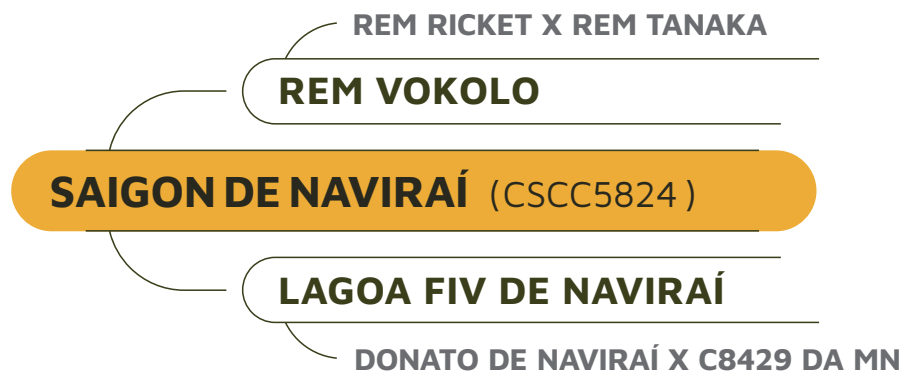 REM RICKET X REM TANAKA
REM VOKOLO
SAIGON DE NAVIRAÍ (CSCC5824 )
LAGOA FIV DE NAVIRAÍ
DONATO DE NAVIRAÍ X C8429 DA MN